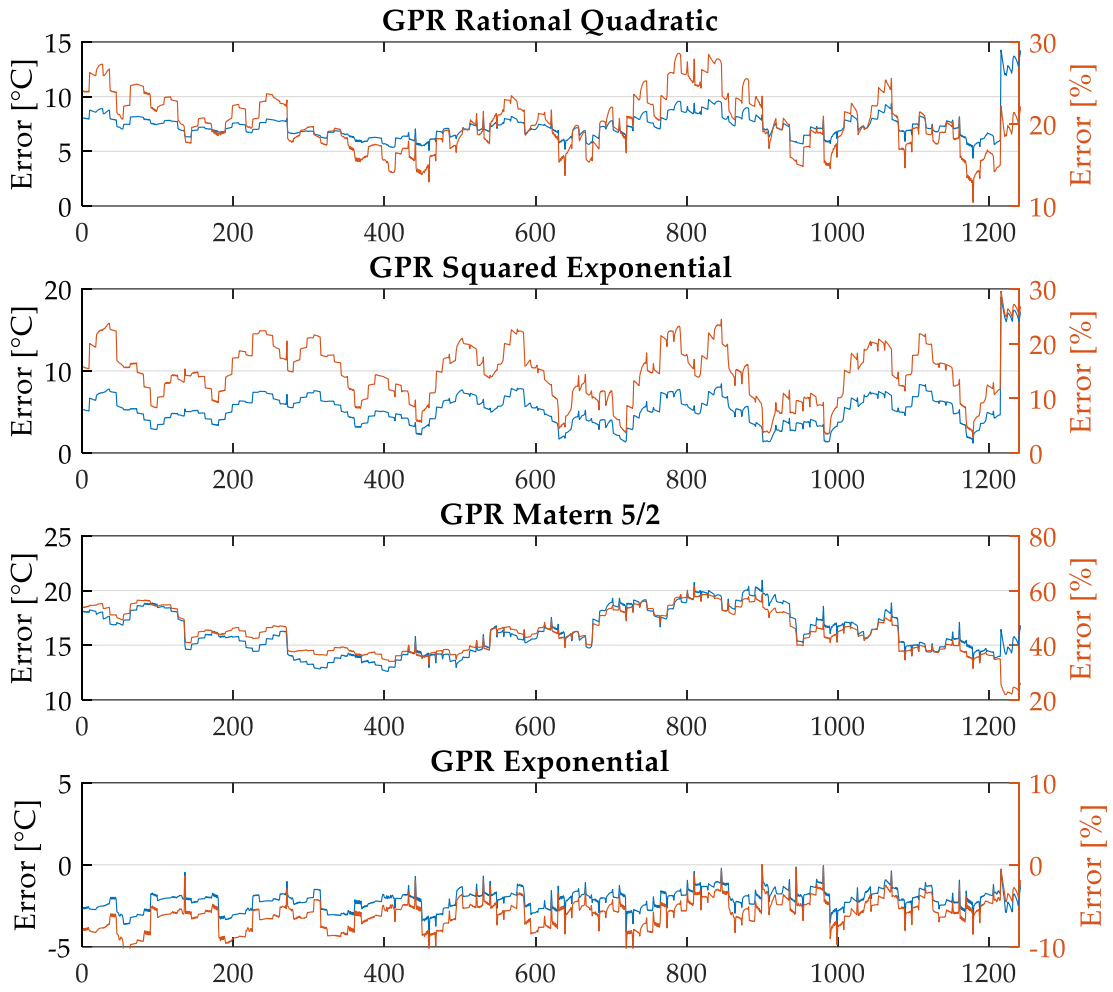 GPR Rational Quadratic
Error [°C]
15
10
5
0
30
20
10
Error [%]
0 200 400 600 800 1000 1200
GPR Squared Exponential
Error [°C]
20
10
0
30
20
10
0
Error [%]
0 200 400 600 800 1000 1200
GPR Matern 5/2
Error [°C]
25
20
15
10
80
60
40
20
Error [%]
0 200 400 600 800 1000 1200
GPR Exponential
Error [°C]
5
0
-5
10
0
-10
Error [%]
0 200 400 600 800 1000 1200